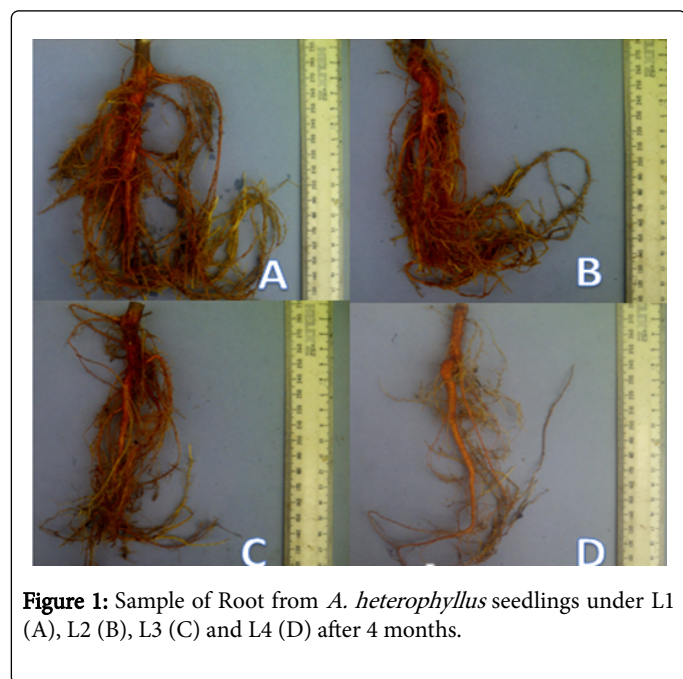 A
B
C
D
Figure 1: Sample of Root from A. heterophyllus seedlings under L1
(A), L2 (B), L3 (C) and L4 (D) after 4 months.